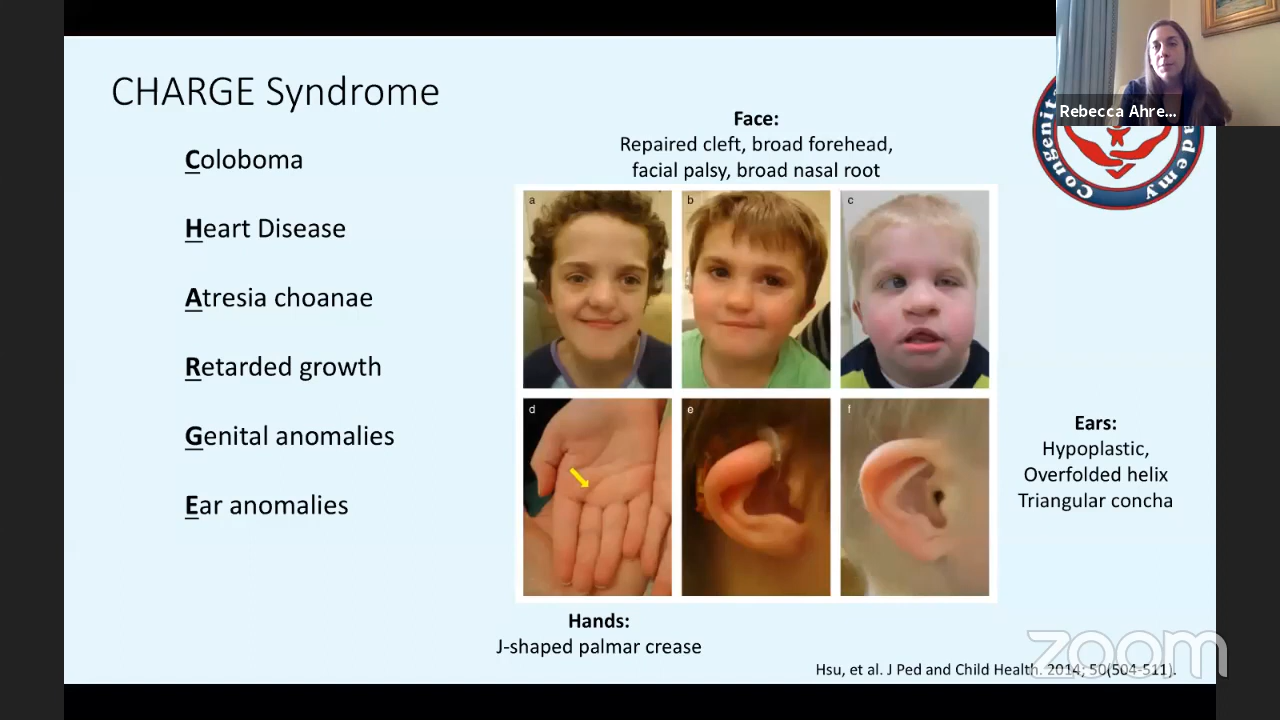 CHARGE Syndrome
Coloboma
Heart Disease
Atresia choanae
Retarded growth
Genital anomalies
Ear anomalies
Face:
Repaired cleft, broad forehead,
facial palsy, broad nasal root
a
b
c
d
e
f
Ears:
Hypoplastic,
Overfolded helix
Triangular concha
Hands:
J-shaped palmar crease
Hsu, et al. J Ped and Child Health. 2014; 50(504-511).
Rebecca Ahre...
zoom